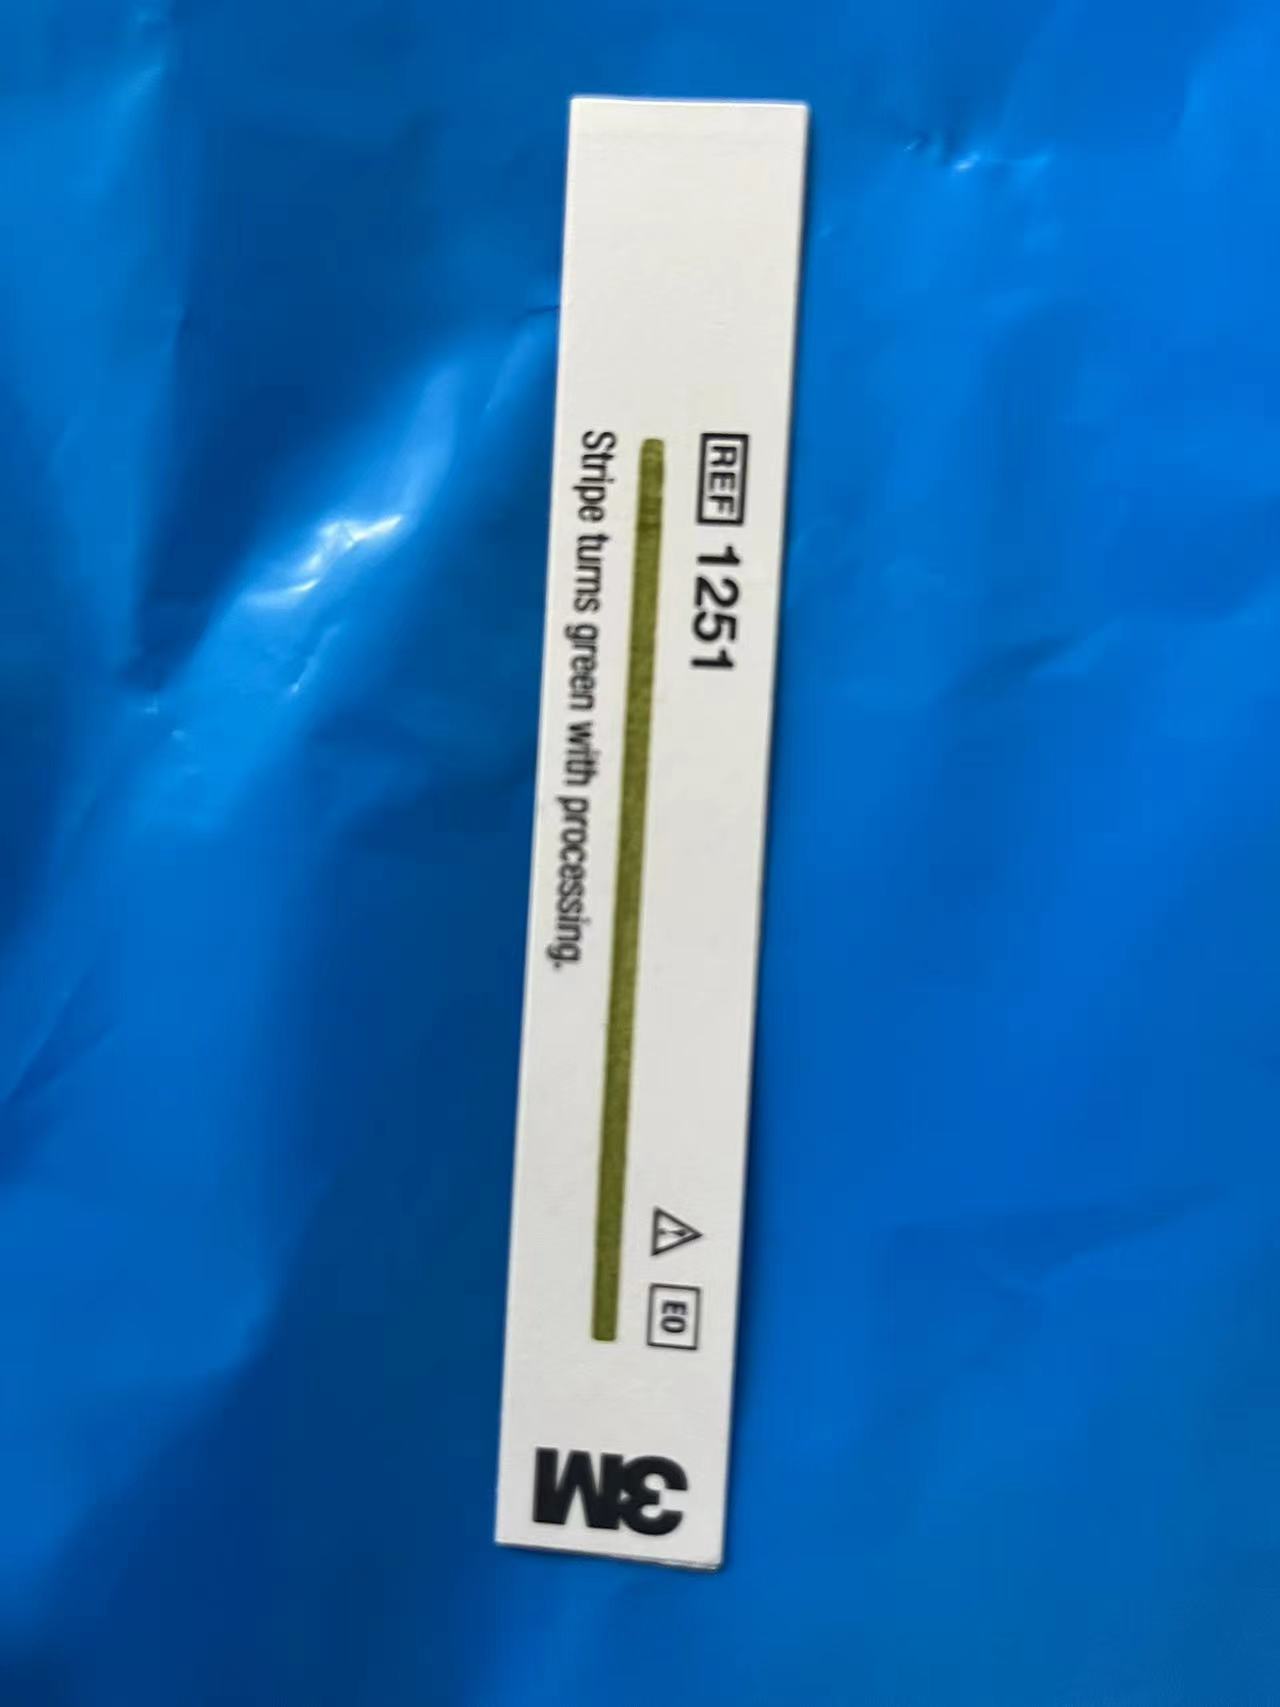 REF 1251
Stripe turns green with processing.
EO
3M